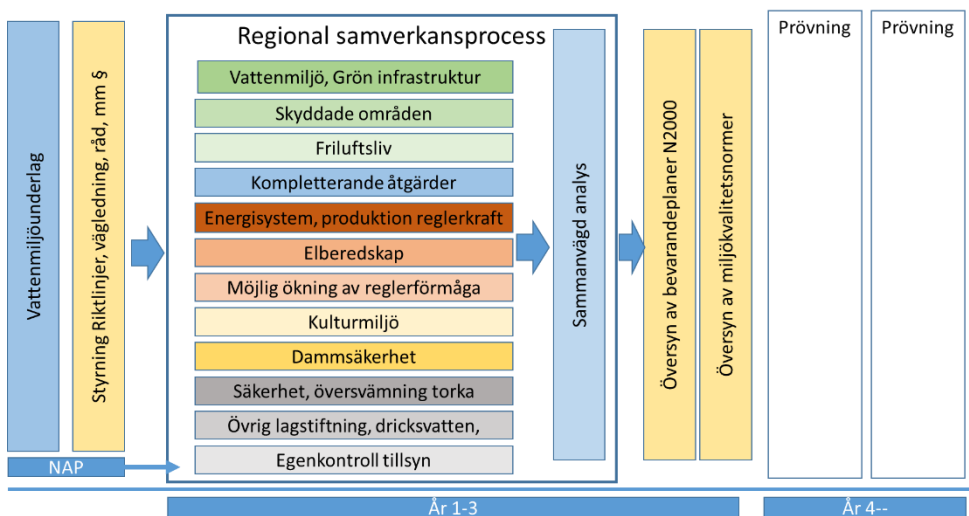 Vattenmiljöunderlag
Styrning Riktlinjer, vägledning, råd, mm §
NAP
Regional samverkansprocess
Vattenmiljö, Grön infrastruktur
Skyddade områden
Friluftsliv
Kompletterande åtgärder
Energisystem, produktion reglerkraft
Elberedskap
Möjlig ökning av reglerförmåga
Kulturmiljö
Dammsäkerhet
Säkerhet, översvämning torka
Övrig lagstiftning, dricksvatten,
Egenkontroll tillsyn
Sammanvägd analys
Översyn av bevarandeplaner N2000
Översyn av miljökvalitetsnormer
Prövning
Prövning
År 1-3
År 4--